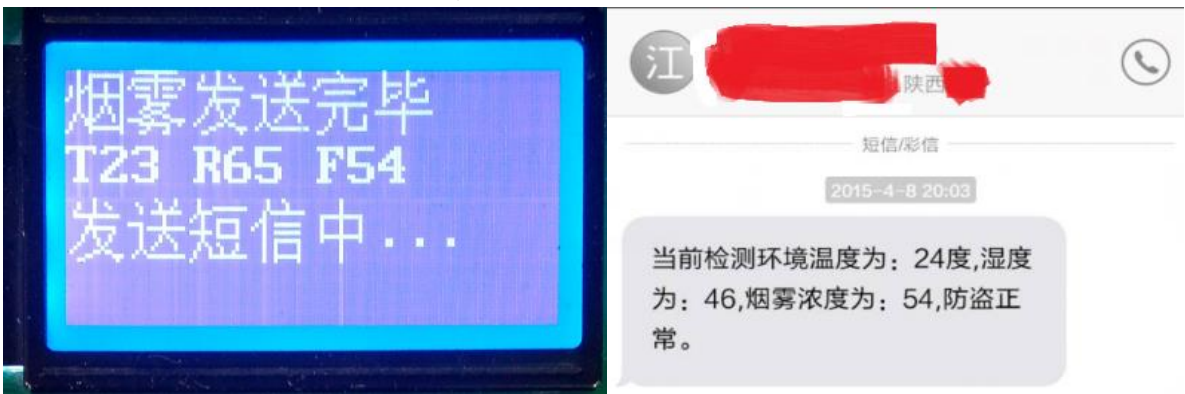 烟雾发送完毕
T23 R65 F54
发送短信中...
江
陕西
短信/彩信
2015-4-8 20:03
当前检测环境温度为：24度,湿度
为：46,烟雾浓度为：54,防盗正
常。